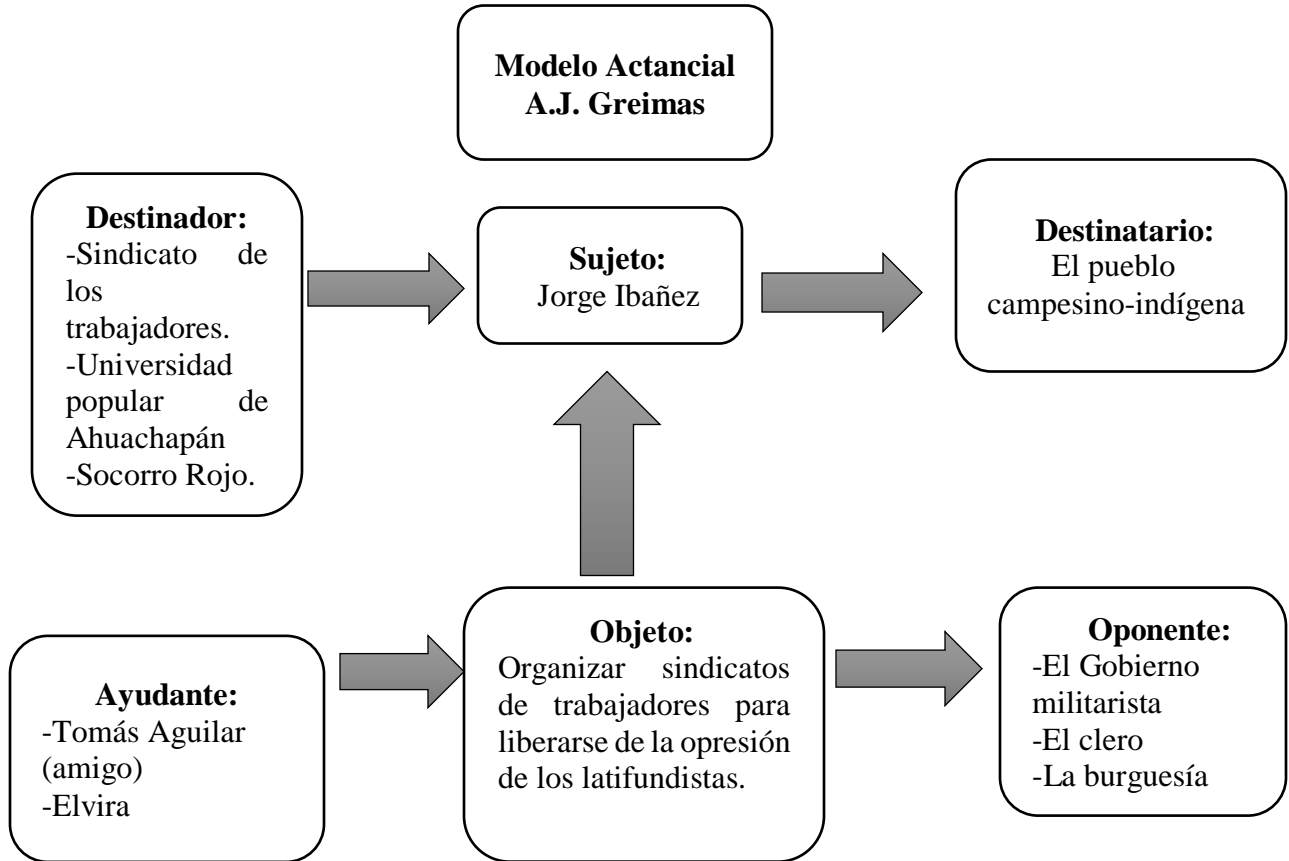 Modelo Actancial
A.J. Greimas
Destinador:
-Sindicato de
los
trabajadores.
-Universidad
popular de
Ahuachapán
-Socorro Rojo.
Sujeto:
Jorge Ibañez
Destinatario:
El pueblo
campesino-indígena
Ayudante:
-Tomás Aguilar
(amigo)
-Elvira
Objeto:
Organizar sindicatos
de trabajadores para
liberarse de la opresión
de los latifundistas.
Oponente:
-El Gobierno
militarista
-El clero
-La burguesía